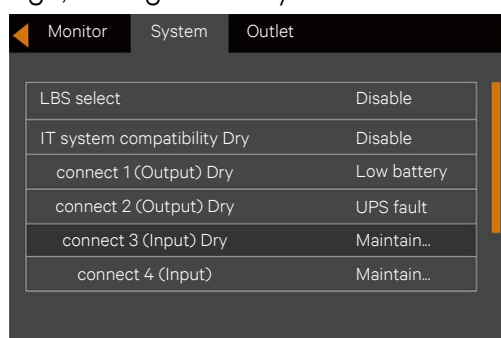 Monitor System Outlet
LBS select Disable
IT system compatibility Dry Disable
connect 1 (Output) Dry Low battery
connect 2 (Output) Dry UPS fault
connect 3 (Input) Dry Maintain...
connect 4 (Input) Maintain...